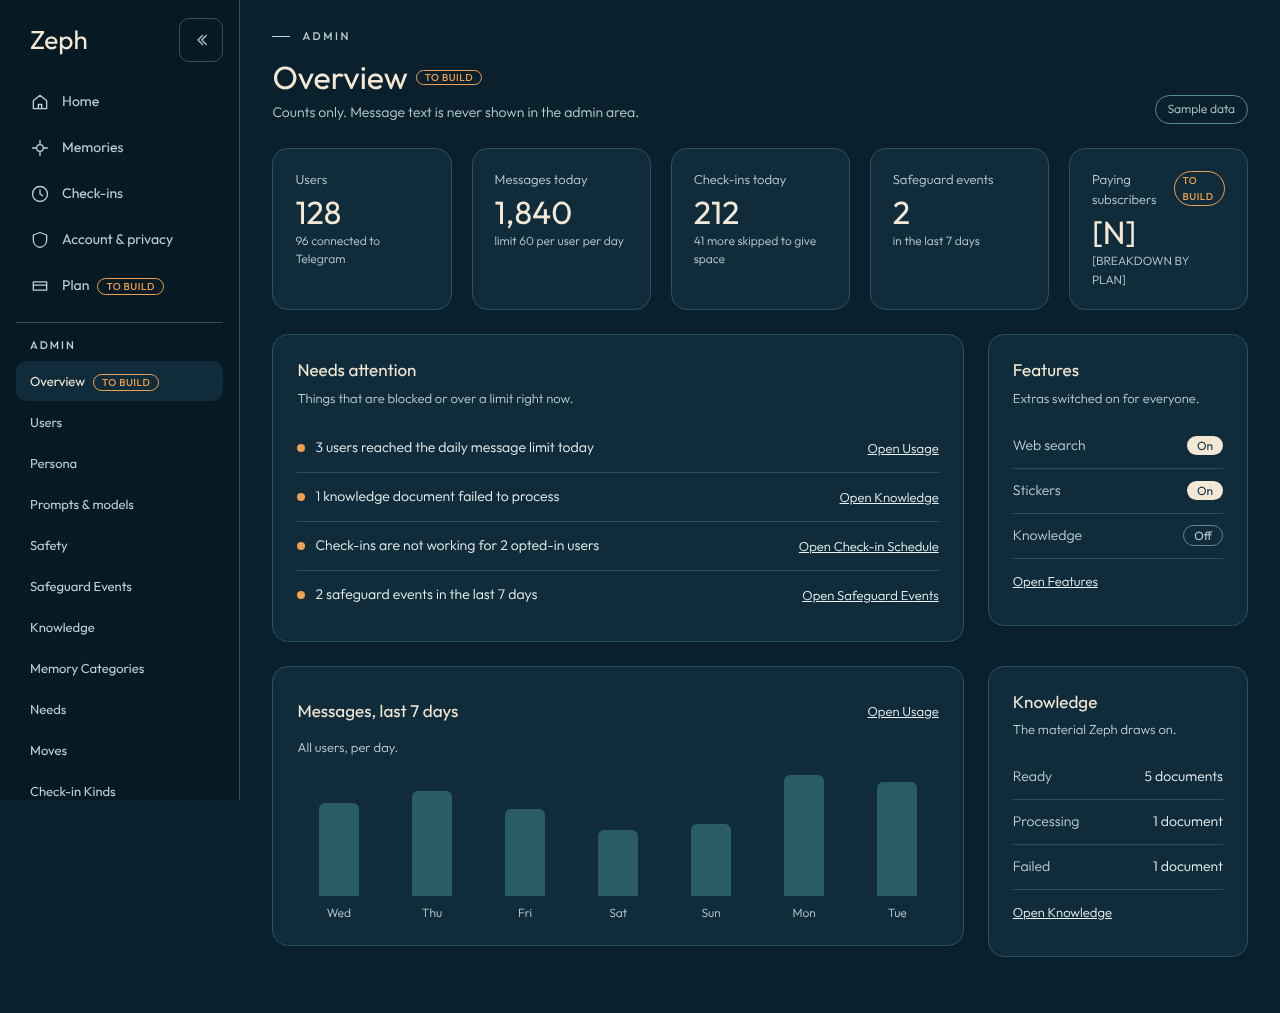 Zeph
Home
Memories
Check-ins
Account & privacy
Plan TO BUILD
ADMIN
Overview TO BUILD
Users
Persona
Prompts & models
Safety
Safeguard Events
Knowledge
Memory Categories
Needs
Moves
Check-in Kinds
ADMIN
Overview TO BUILD
Counts only. Message text is never shown in the admin area.
Sample data
Users
128
96 connected to
Telegram
Messages today
1,840
limit 60 per user per day
Check-ins today
212
41 more skipped to give
space
Safeguard events
2
in the last 7 days
Paying
subscribers
TO
BUILD
[N]
[BREAKDOWN BY
PLAN]
Needs attention
Things that are blocked or over a limit right now.
3 users reached the daily message limit today Open Usage
1 knowledge document failed to process Open Knowledge
Check-ins are not working for 2 opted-in users Open Check-in Schedule
2 safeguard events in the last 7 days Open Safeguard Events
Features
Extras switched on for everyone.
Web search On
Stickers On
Knowledge Off
Open Features
Messages, last 7 days Open Usage
All users, per day.
Wed Thu Fri Sat Sun Mon Tue
Knowledge
The material Zeph draws on.
Ready 5 documents
Processing 1 document
Failed 1 document
Open Knowledge